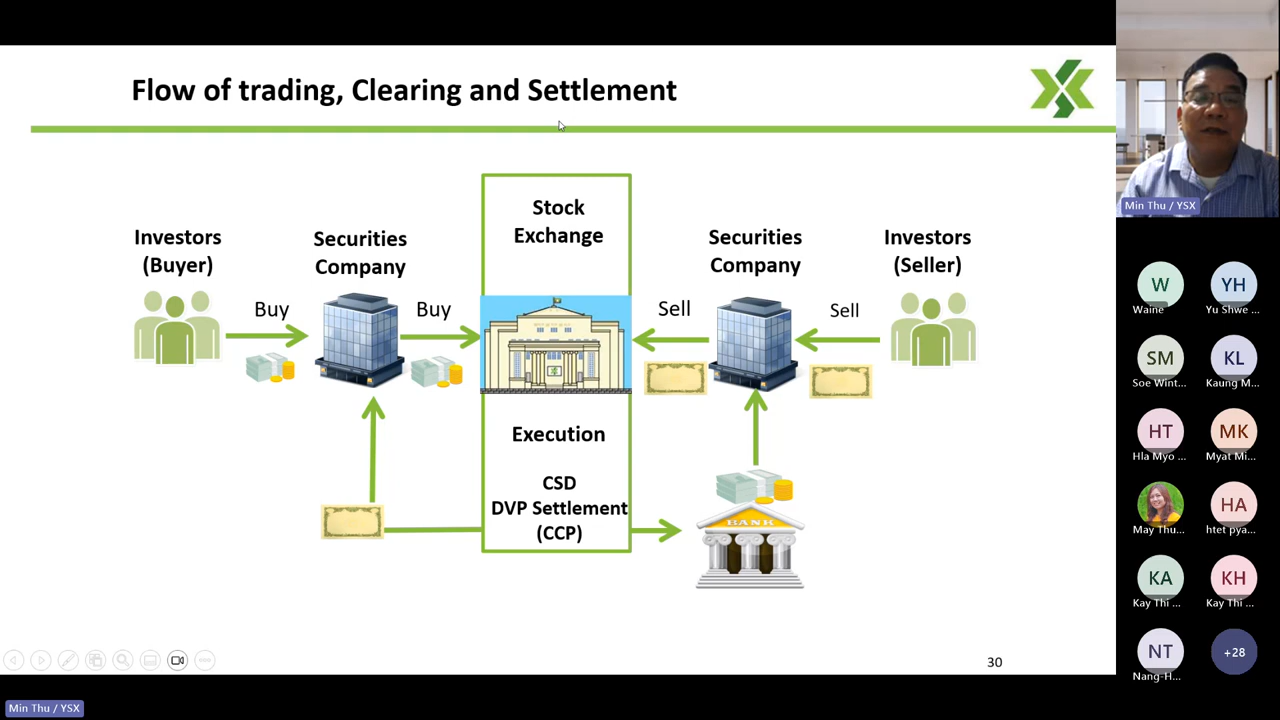 Flow of trading, Clearing and Settlement
Stock
Exchange
Investors
(Buyer)
Securities
Company
Securities
Company
Investors
(Seller)
Buy
Buy
Sell
Sell
Execution
CSD
DVP Settlement
(CCP)
BANK
30
Min Thu / YSX
Min Thu / YSX
W
Waine
YH
Yu Shwe ...
SM
Soe Wint...
KL
Kaung M...
HT
Hla Myo ...
MK
Myat Mi...
May Thu...
HA
htet pya...
KA
Kay Thi ...
KH
Kay Thi ...
NT
Nang-H...
+28